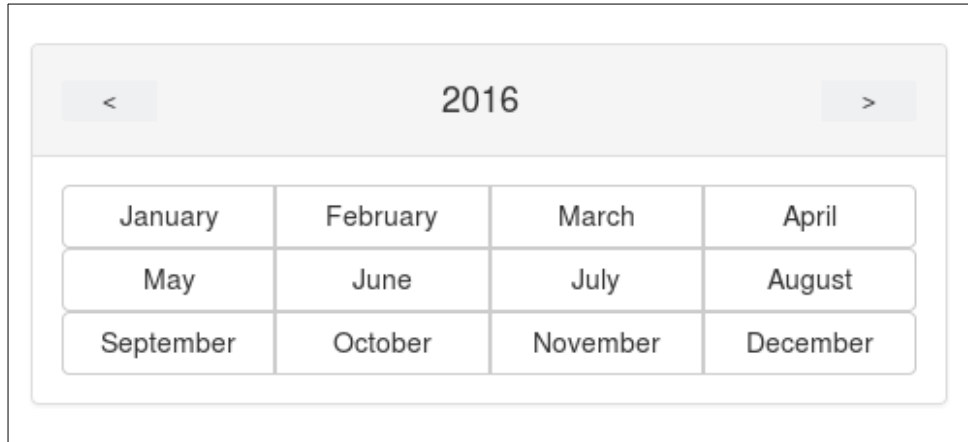 < 2016 >
January February March April
May June July August
September October November December